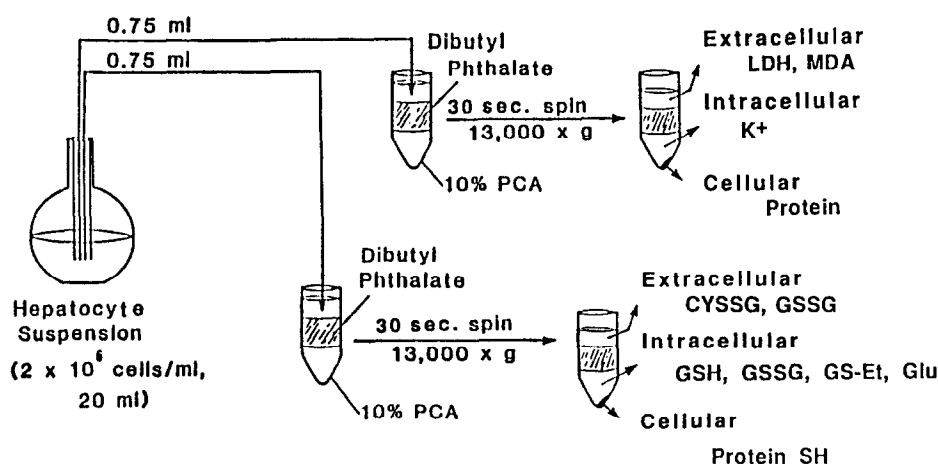 0.75 ml
0.75 ml
Dibutyl
Phthalate
30 sec. spin
13,000 x g
10% PCA
Extracellular
LDH, MDA
Intracellular
K+
Cellular
Protein
Hepatocyte
Suspension
(2 x 10⁶ cells/ml,
20 ml)
Dibutyl
Phthalate
30 sec. spin
13,000 x g
10% PCA
Extracellular
CYSSG, GSSG
Intracellular
GSH, GSSG, GS-Et, Glu
Cellular
Protein SH